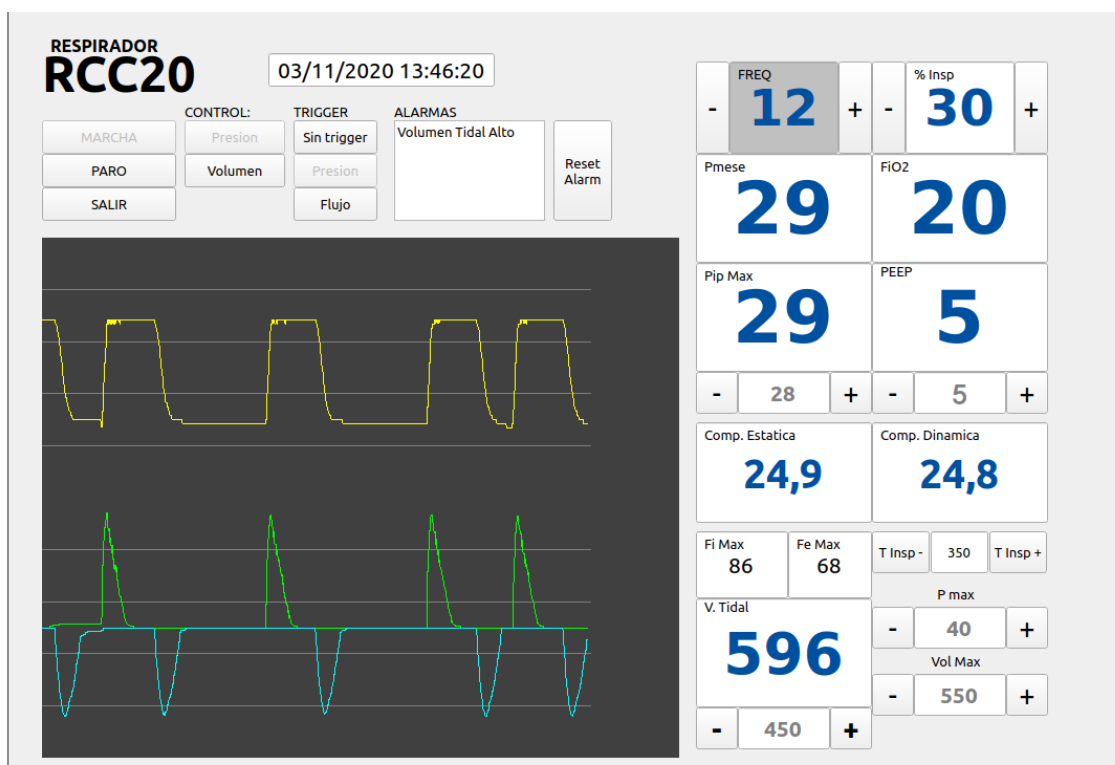 RESPIRADOR
RCC20
03/11/2020 13:46:20
CONTROL: TRIGGER ALARMAS
MARCHA Presion Sin trigger Volumen Tidal Alto
PARO Volumen Presion Reset Alarm
SALIR Flujo
FREQ % Insp
- 12 + - 30 +
Pmese FiO2
29 20
Pip Max PEEP
29 5
- 28 + - 5 +
Comp. Estatica Comp. Dinamica
24,9 24,8
Fi Max Fe Max T Insp - 350 T Insp +
86 68
P max
V. Tidal - 40 +
596 Vol Max
- 550 +
- 450 +